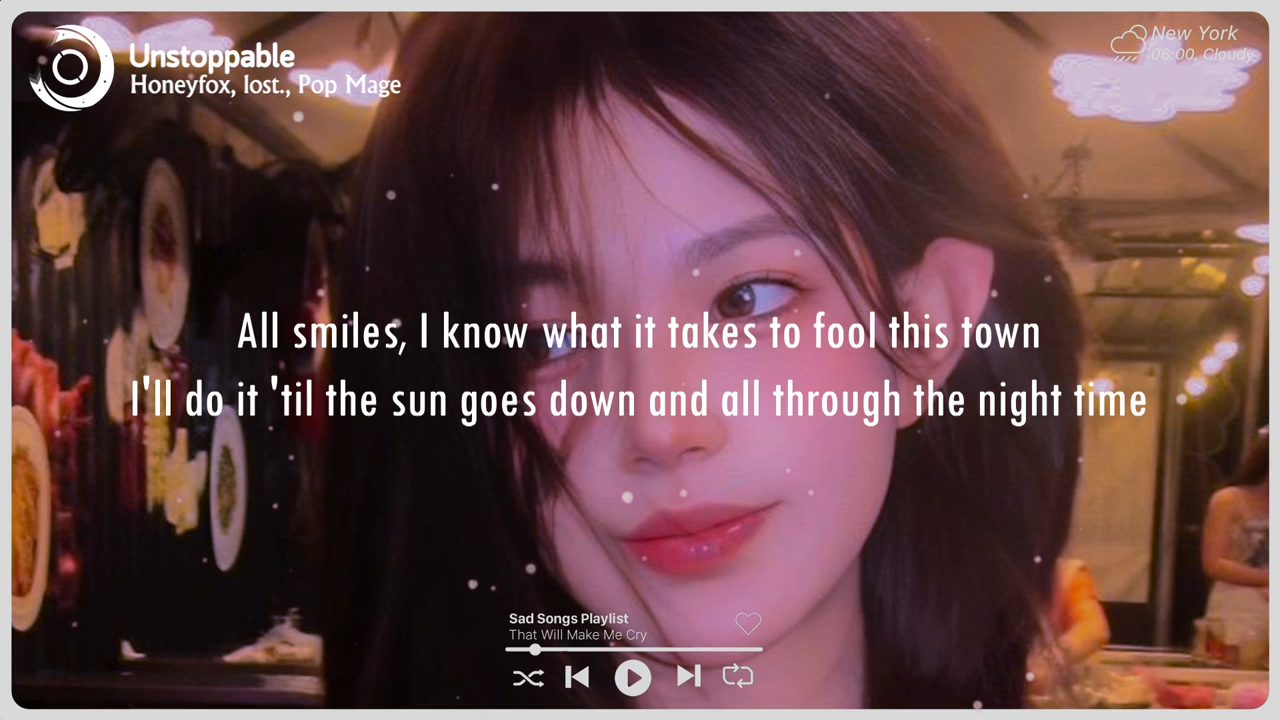 Unstoppable
Honeyfox, lost., Pop Mage
New York
06:00, Cloudy
All smiles, I know what it takes to fool this town
I'll do it 'til the sun goes down and all through the night time
Sad Songs Playlist
That Will Make Me Cry